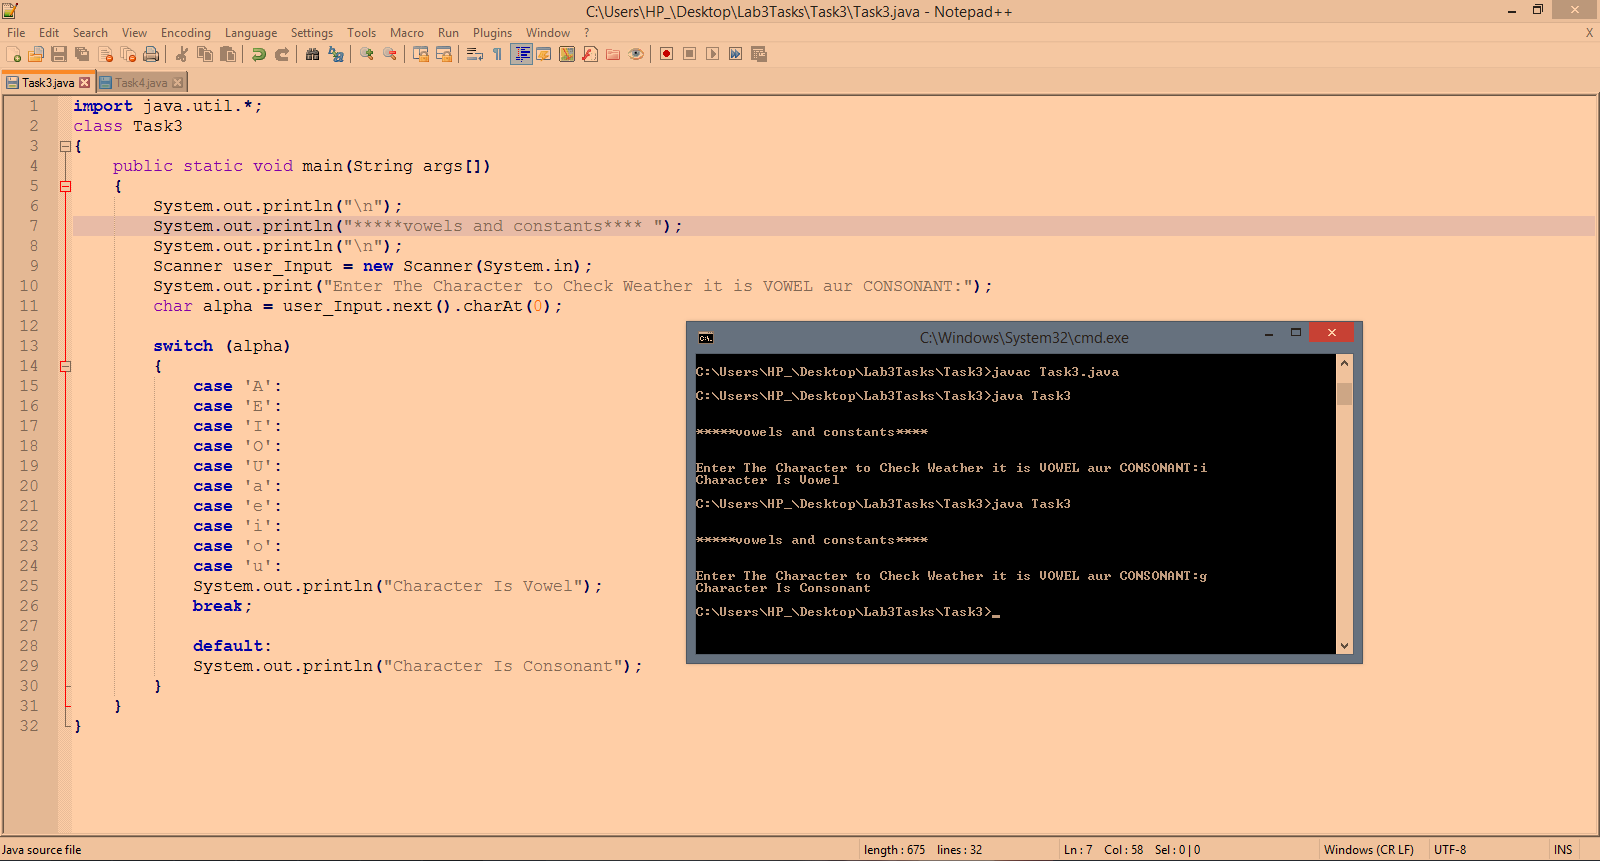 C:\Users\HP_\Desktop\Lab3Tasks\Task3\Task3.java - Notepad++
File Edit Search View Encoding Language Settings Tools Macro Run Plugins Window ? X
Task3.java Task4.java
1 import java.util.*;
2 class Task3
3 {
4 public static void main(String args[])
5 {
6 System.out.println("\n");
7 System.out.println("*****vowels and constants**** ");
8 System.out.println("\n");
9 Scanner user_Input = new Scanner(System.in);
10 System.out.print("Enter The Character to Check Weather it is VOWEL aur CONSONANT:");
11 char alpha = user_Input.next().charAt(0);
12
13 switch (alpha)
14 {
15 case 'A':
16 case 'E':
17 case 'I':
18 case 'O':
19 case 'U':
20 case 'a':
21 case 'e':
22 case 'i':
23 case 'o':
24 case 'u':
25 System.out.println("Character Is Vowel");
26 break;
27
28 default:
29 System.out.println("Character Is Consonant");
30 }
31 }
32 }
C:\Windows\System32\cmd.exe
C:\Users\HP_\Desktop\Lab3Tasks\Task3>javac Task3.java
C:\Users\HP_\Desktop\Lab3Tasks\Task3>java Task3
*****vowels and constants****
Enter The Character to Check Weather it is VOWEL aur CONSONANT:i
Character Is Vowel
C:\Users\HP_\Desktop\Lab3Tasks\Task3>java Task3
*****vowels and constants****
Enter The Character to Check Weather it is VOWEL aur CONSONANT:g
Character Is Consonant
C:\Users\HP_\Desktop\Lab3Tasks\Task3>_
Java source file length : 675 lines : 32 Ln : 7 Col : 58 Sel : 0 | 0 Windows (CR LF) UTF-8 INS